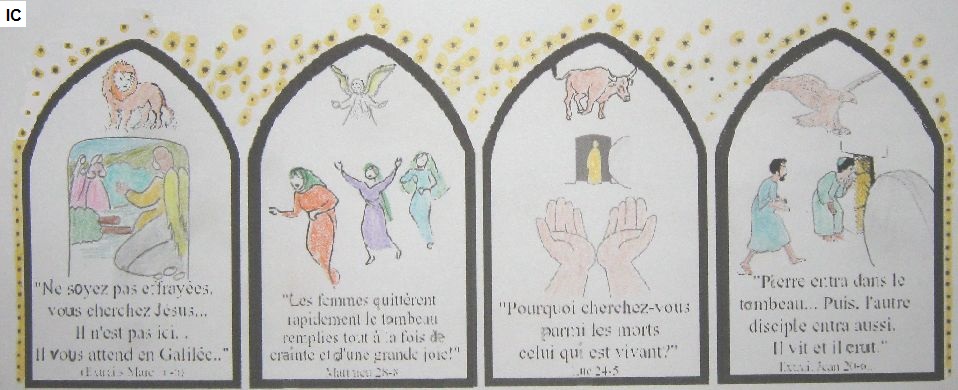 IC
"Ne soyez pas effrayées,
vous cherchez Jésus...
Il n'est pas ici. .
Il vous attend en Galilée.."
(Extrait Marc
"Les femmes quittèrent
rapidement le tombeau
remplies tout à la fois de
crainte et d'une grande joie!"
Matthieu 28-8
"Pourquoi cherchez-vous
parmi les morts
celui qui est vivant?"
Luc 24-5
"Pierre entra dans le
tombeau... Puis, l'autre
disciple entra aussi.
Il vit et il crut."
Extrait Jean 20-6